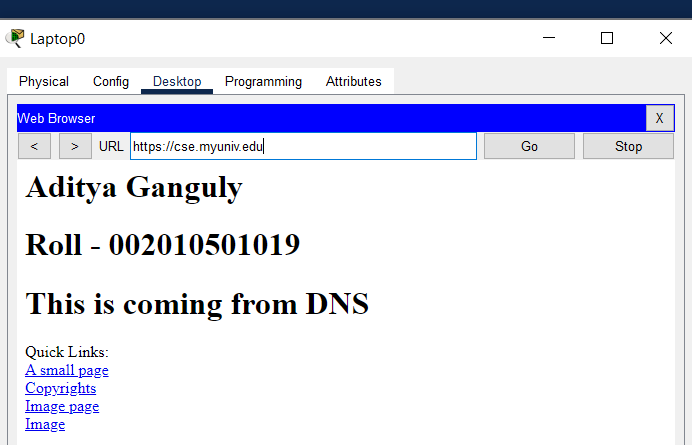 Laptop0
Physical Config Desktop Programming Attributes
Web Browser X
< > URL https://cse.myuniv.edu Go Stop
Aditya Ganguly
Roll - 002010501019
This is coming from DNS
Quick Links:
A small page
Copyrights
Image page
Image